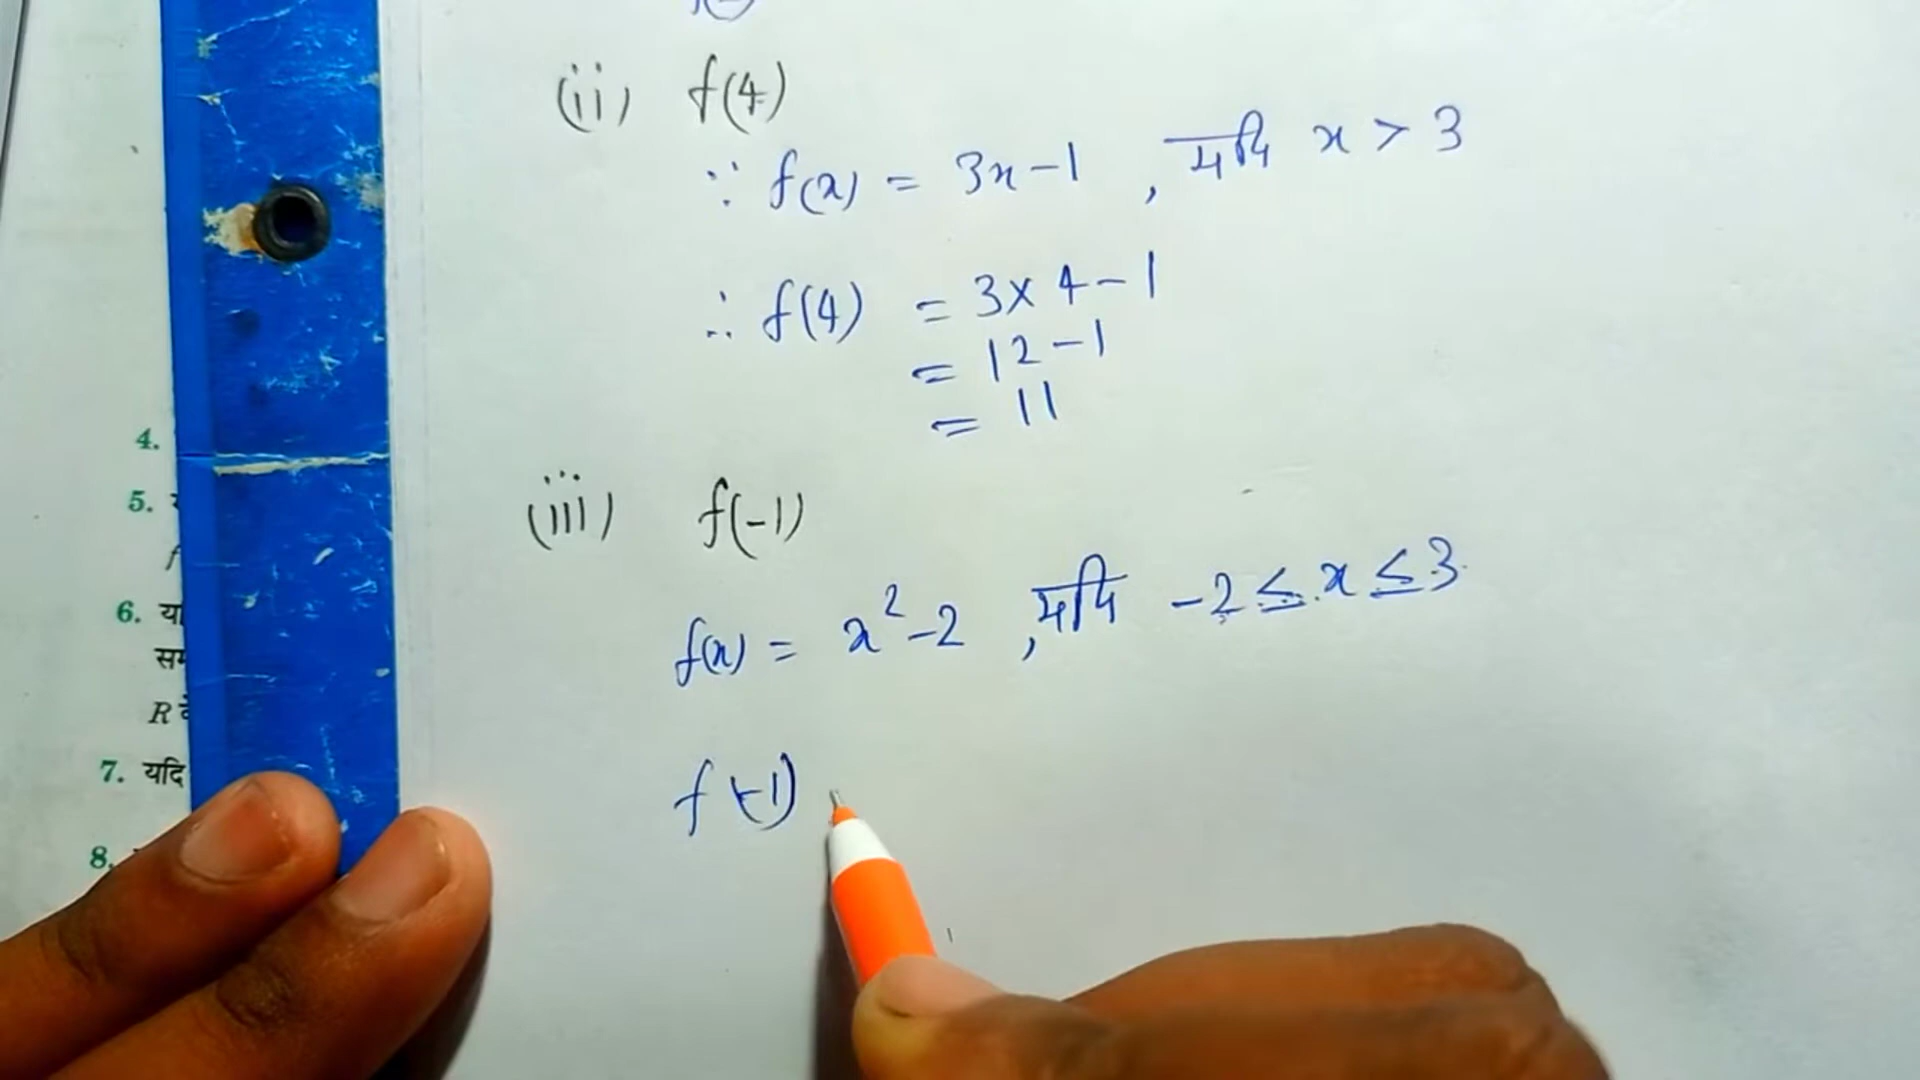 (ii) f(4)
∵ f(x) = 3x-1 , यदि x > 3
∴ f(4) = 3×4-1
= 12-1
= 11
(iii) f(-1)
f(x) = x²-2 , यदि -2≤x≤3
f(-1)
4.
5.
f
6. या
सम
R के
7. यदि
8.